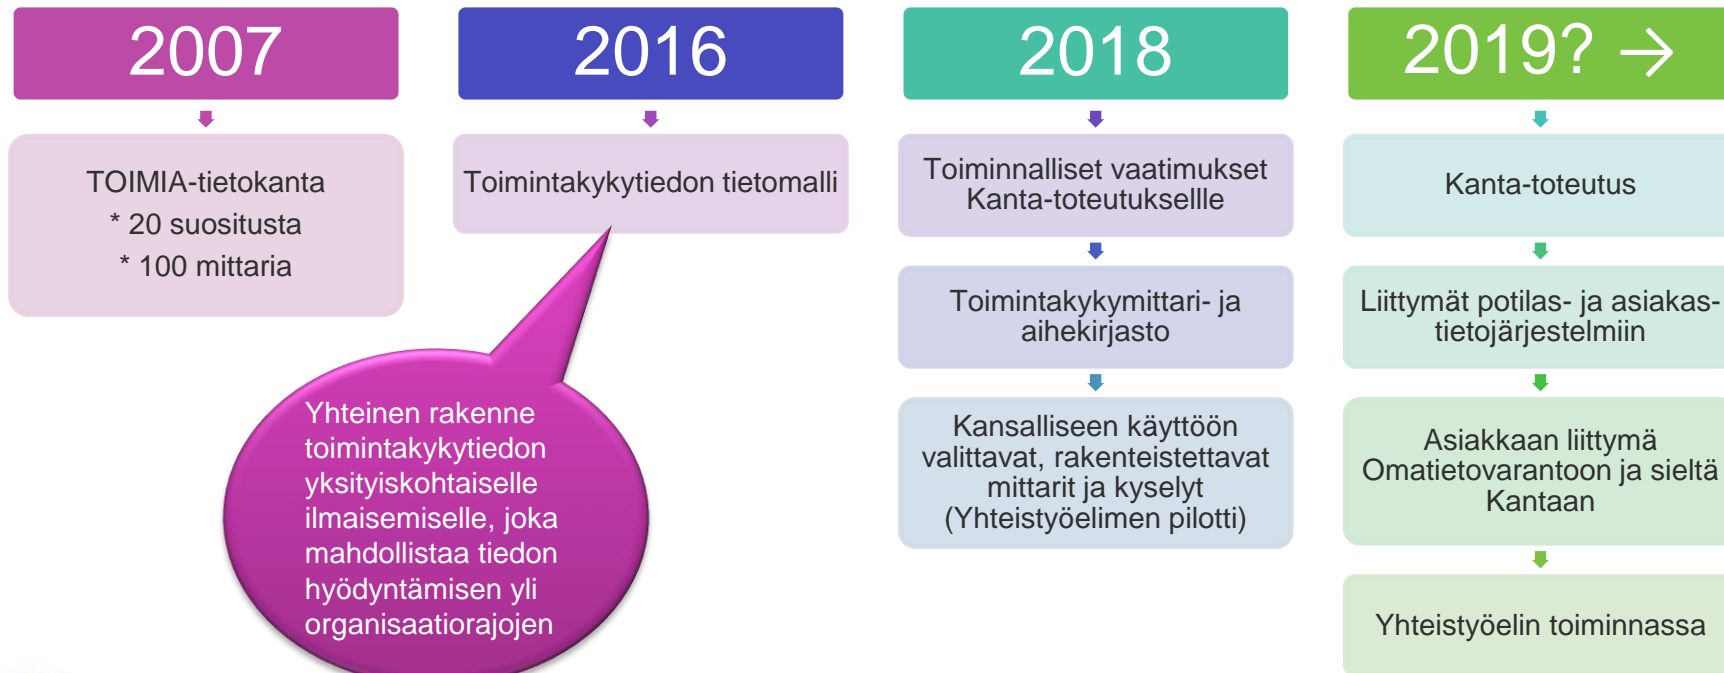 2007
TOIMIA-tietokanta
* 20 suositusta
* 100 mittaria
2016
Toimintakykytiedon tietomalli
Yhteinen rakenne
toimintakykytiedon
yksityiskohtaiselle
ilmaisemiselle, joka
mahdollistaa tiedon
hyödyntämisen yli
organisaatiorajojen
2018
Toiminnalliset vaatimukset
Kanta-toteutuksellle
Toimintakykymittari- ja
aihekirjasto
Kansalliseen käyttöön
valittavat, rakenteistettavat
mittarit ja kyselyt
(Yhteistyöelimen pilotti)
2019? →
Kanta-toteutus
Liittymät potilas- ja asiakas-
tietojärjestelmiin
Asiakkaan liittymä
Omatietovarantoon ja sieltä
Kantaan
Yhteistyöelin toiminnassa